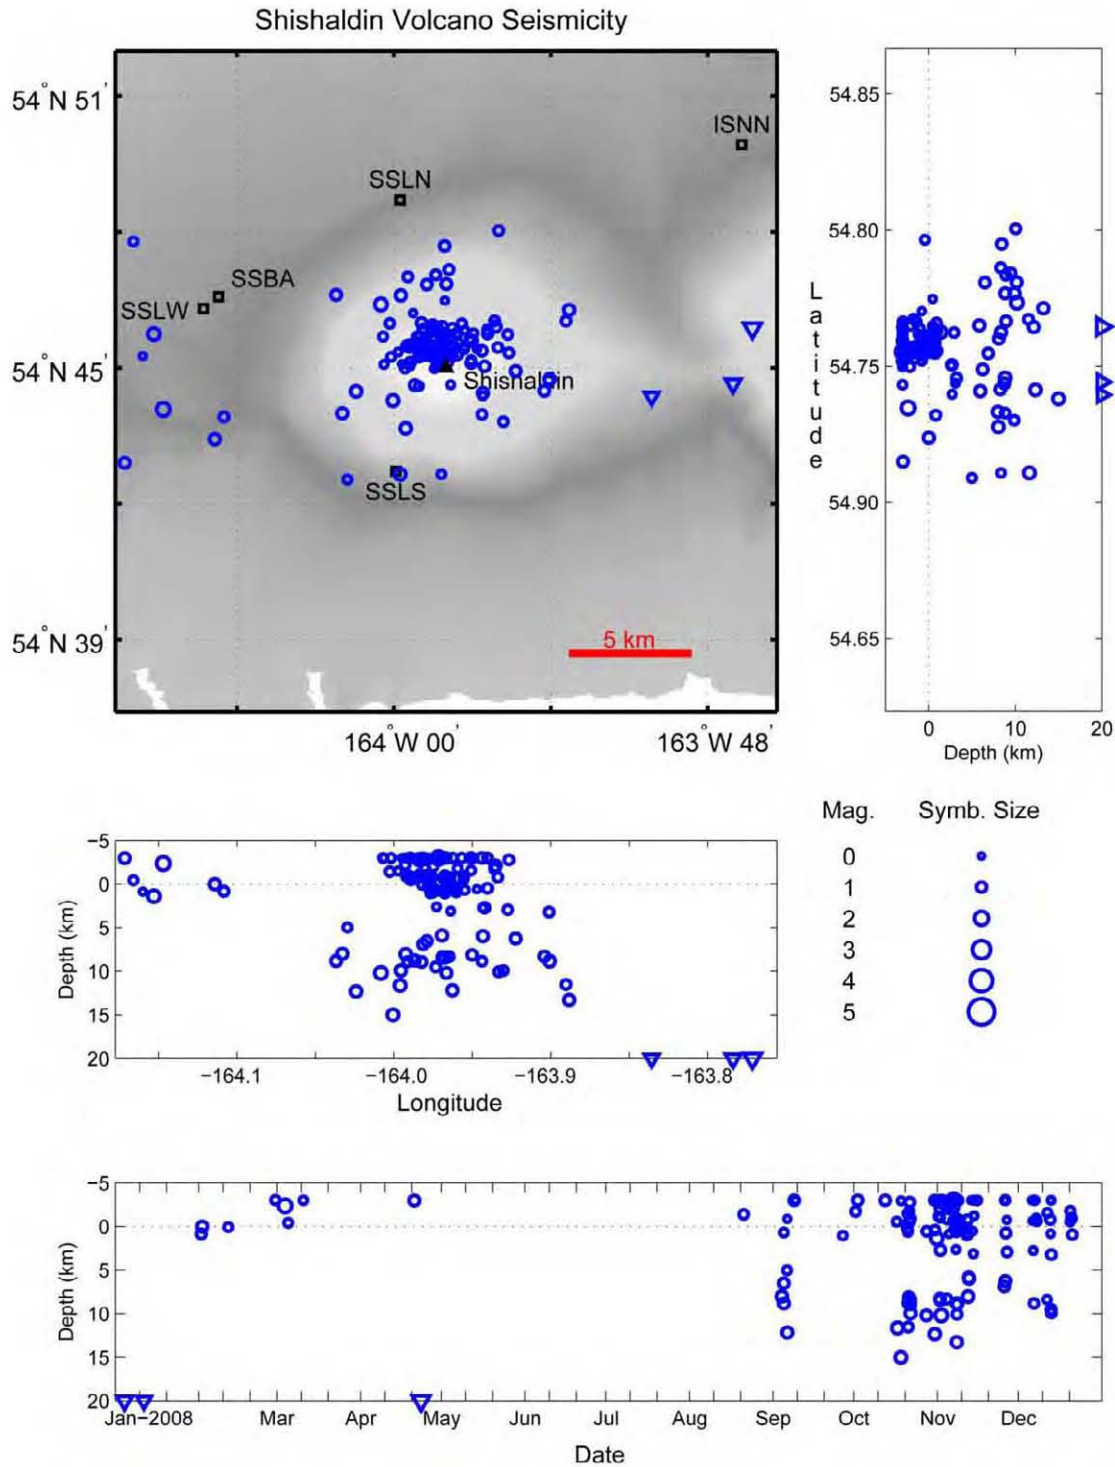 Shishaldin Volcano Seismicity
54°N 51'
54°N 45'
54°N 39'
164°W 00'
163°W 48'
ISNN
SSLN
SSBA
SSLW
Shishaldin
SSLS
5 km
54.85
54.80
54.75
54.90
54.65
Latitude
0 10 20
Depth (km)
Mag. Symb. Size
0
1
2
3
4
5
−5
0
5
10
15
20
Depth (km)
−164.1 −164.0 −163.9 −163.8
Longitude
−5
0
5
10
15
20
Depth (km)
Jan−2008 Mar Apr May Jun Jul Aug Sep Oct Nov Dec
Date